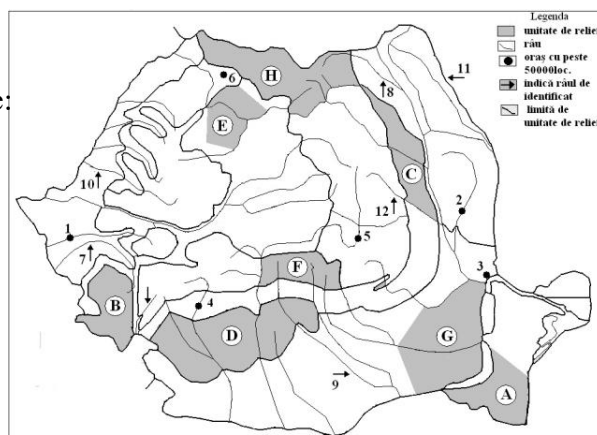 e:
Legenda
unitate de relief
râu
oraș cu peste
50000loc.
indică râul de
identificat
limită de
unitate de relief
H
6
E
11
8
C
10
2
12
1
5
7
3
F
B
4
D
G
9
A